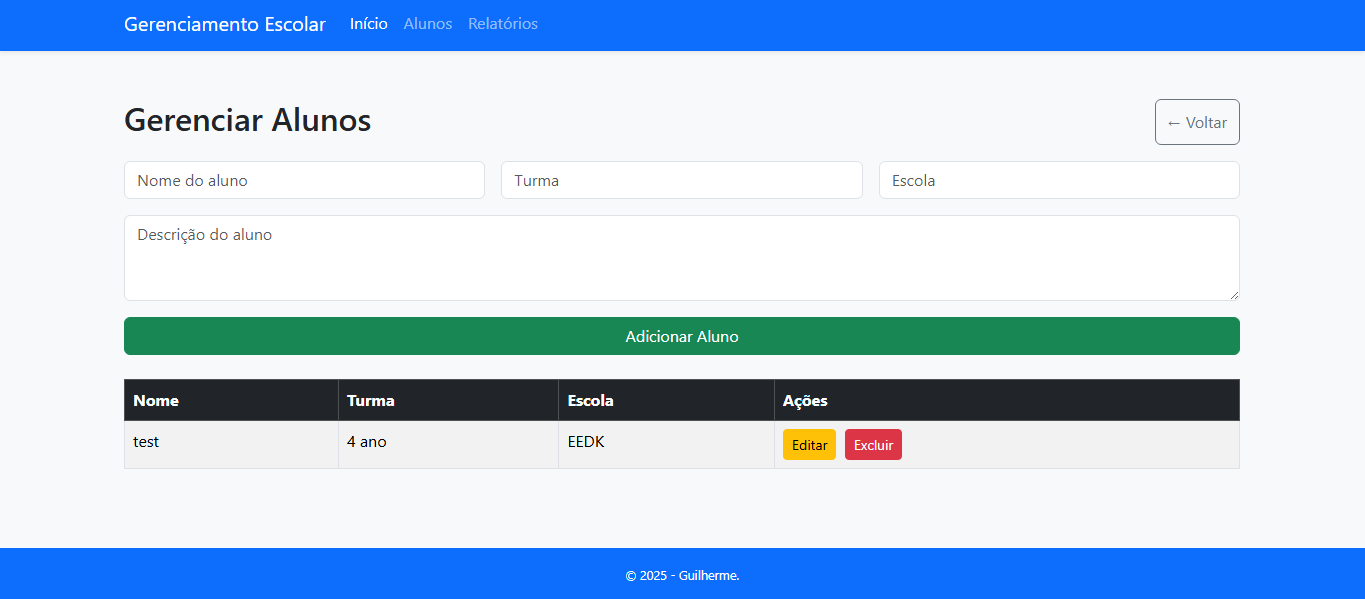 Gerenciamento Escolar Início Alunos Relatórios
Gerenciar Alunos ← Voltar
Nome do aluno Turma Escola
Descrição do aluno
Adicionar Aluno
Nome Turma Escola Ações
test 4 ano EEDK Editar Excluir
© 2025 - Guilherme.